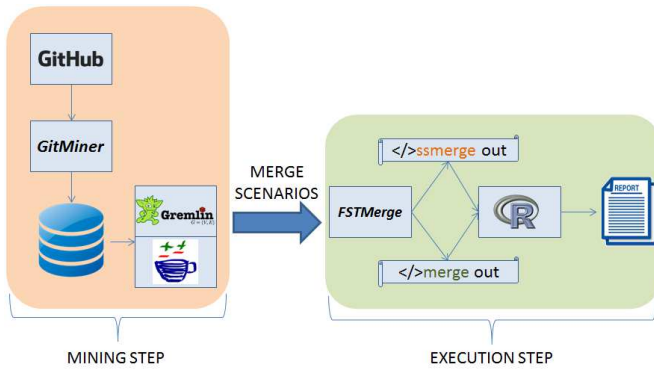 GitHub
GitMiner
Gremlin
G = (V, E)
MERGE
SCENARIOS
</>ssmerge out
FSTMerge
R
REPORT
</>merge out
MINING STEP
EXECUTION STEP